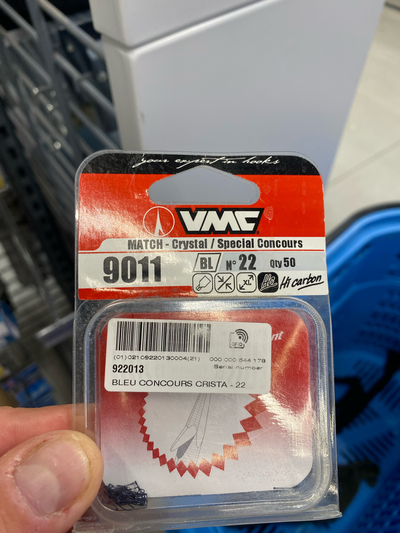 your expert in hooks
VMC
MATCH - Crystal / Special Concours
9011
BL
N° 22
Qty 50
XL
Hi carbon
(01)02109220130004(21) 000 000 544 178
Serial number
922013
BLEU CONCOURS CRISTA - 22